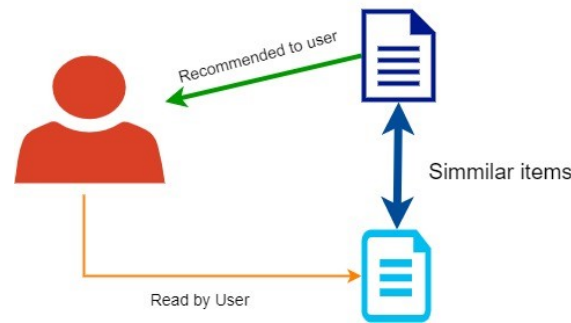 Recommended to user
Simmilar items
Read by User